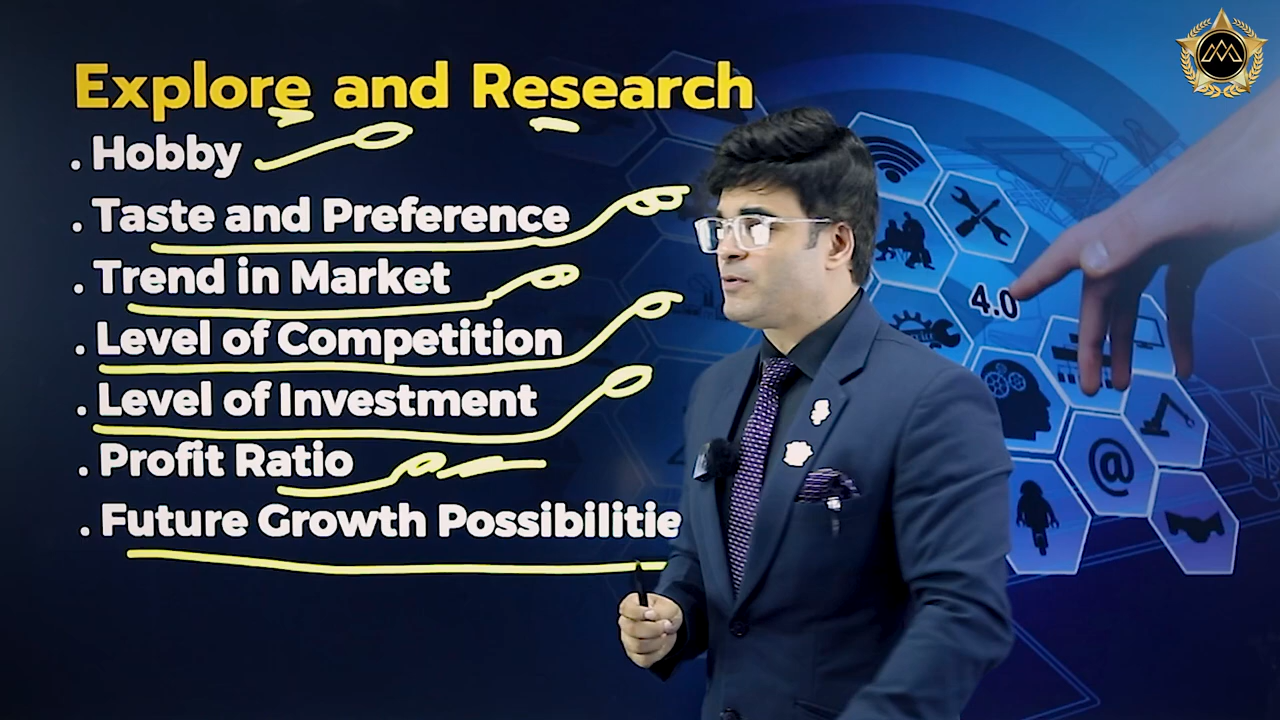 Explore and Research
. Hobby
. Taste and Preference
. Trend in Market
. Level of Competition
. Level of Investment
. Profit Ratio
. Future Growth Possibilitie
4.0
@